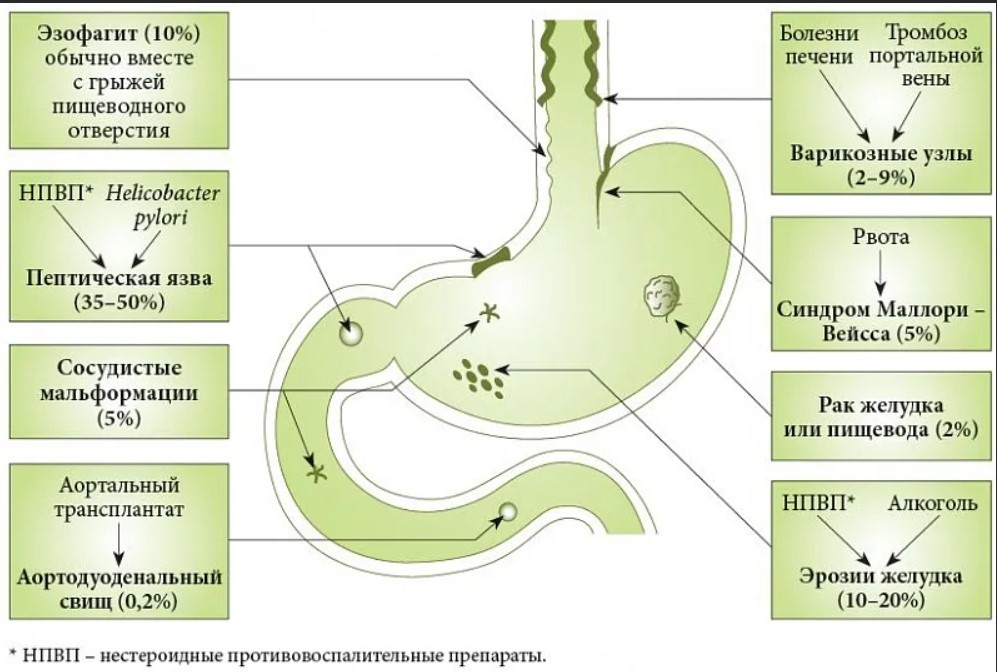 Эзофагит (10%)
обычно вместе
с грыжей
пищеводного
отверстия
НПВП* Helicobacter
pylori
Пептическая язва
(35–50%)
Сосудистые
мальформации
(5%)
Аортальный
трансплантат
Аортодуоденальный
свищ (0,2%)
Болезни Тромбоз
печени портальной
вены
Варикозные узлы
(2–9%)
Рвота
Синдром Маллори –
Вейсса (5%)
Рак желудка
или пищевода (2%)
НПВП* Алкоголь
Эрозии желудка
(10–20%)
* НПВП – нестероидные противовоспалительные препараты.